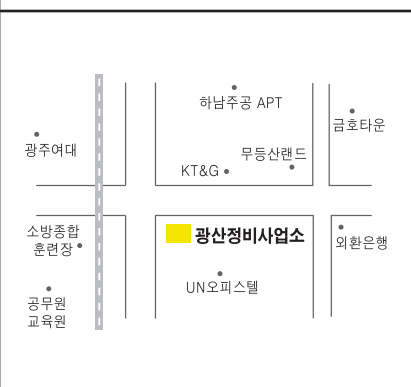 하남주공 APT
금호타운
광주여대
무등산랜드
KT&G
소방종합
훈련장
광산정비사업소
외환은행
UN오피스텔
공무원
교육원